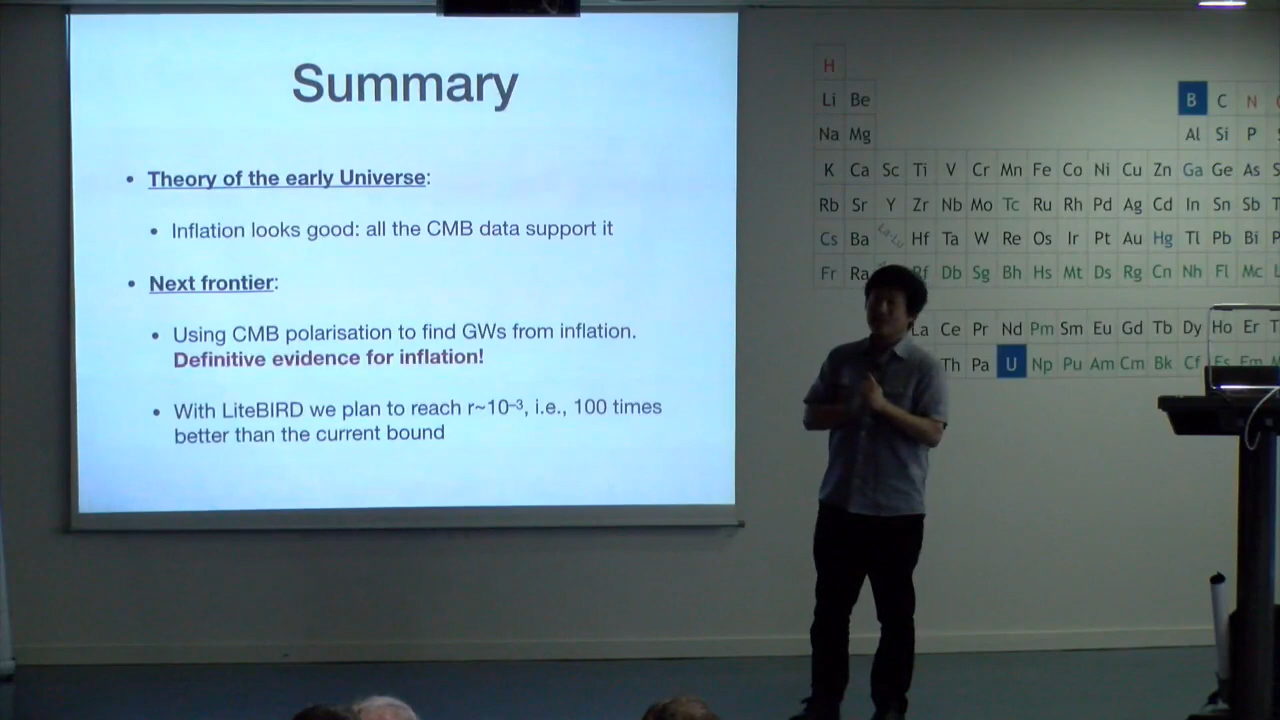 Summary
• Theory of the early Universe:
• Inflation looks good: all the CMB data support it
• Next frontier:
• Using CMB polarisation to find GWs from inflation.
Definitive evidence for inflation!
• With LiteBIRD we plan to reach r~10⁻³, i.e., 100 times
better than the current bound
H
Li Be B C N
Na Mg Al Si P
K Ca Sc Ti V Cr Mn Fe Co Ni Cu Zn Ga Ge As
Rb Sr Y Zr Nb Mo Tc Ru Rh Pd Ag Cd In Sn Sb
Cs Ba La-Lu Hf Ta W Re Os Ir Pt Au Hg Tl Pb Bi
Fr Ra Rf Db Sg Bh Hs Mt Ds Rg Cn Nh Fl Mc
La Ce Pr Nd Pm Sm Eu Gd Tb Dy Ho Er
Th Pa U Np Pu Am Cm Bk Cf Es Fm